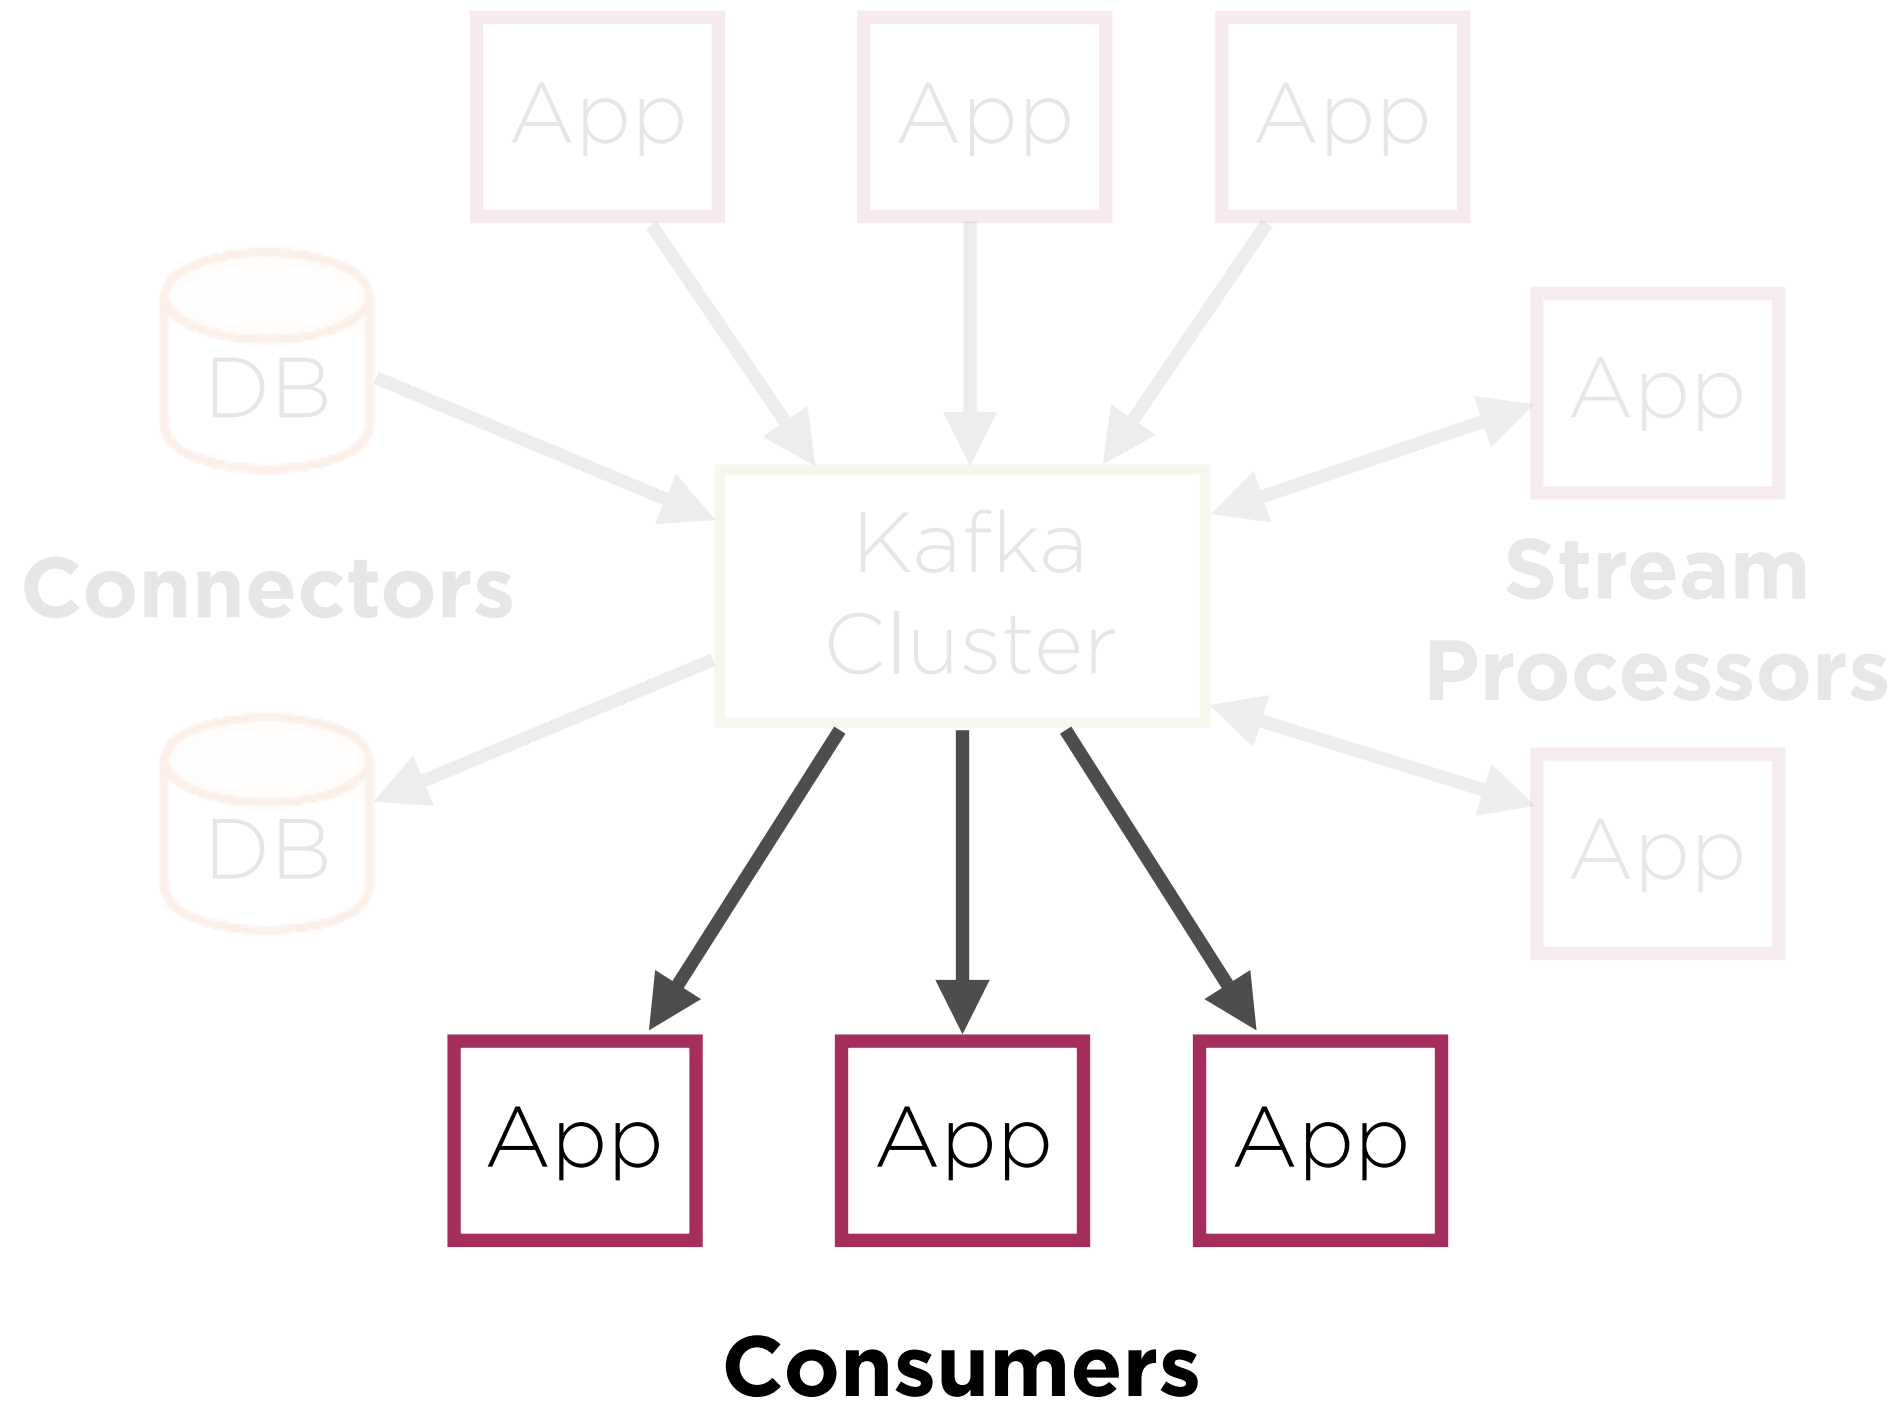 App App App
DB
App
Kafka
Cluster
Connectors
Stream
Processors
DB
App
App App App
Consumers